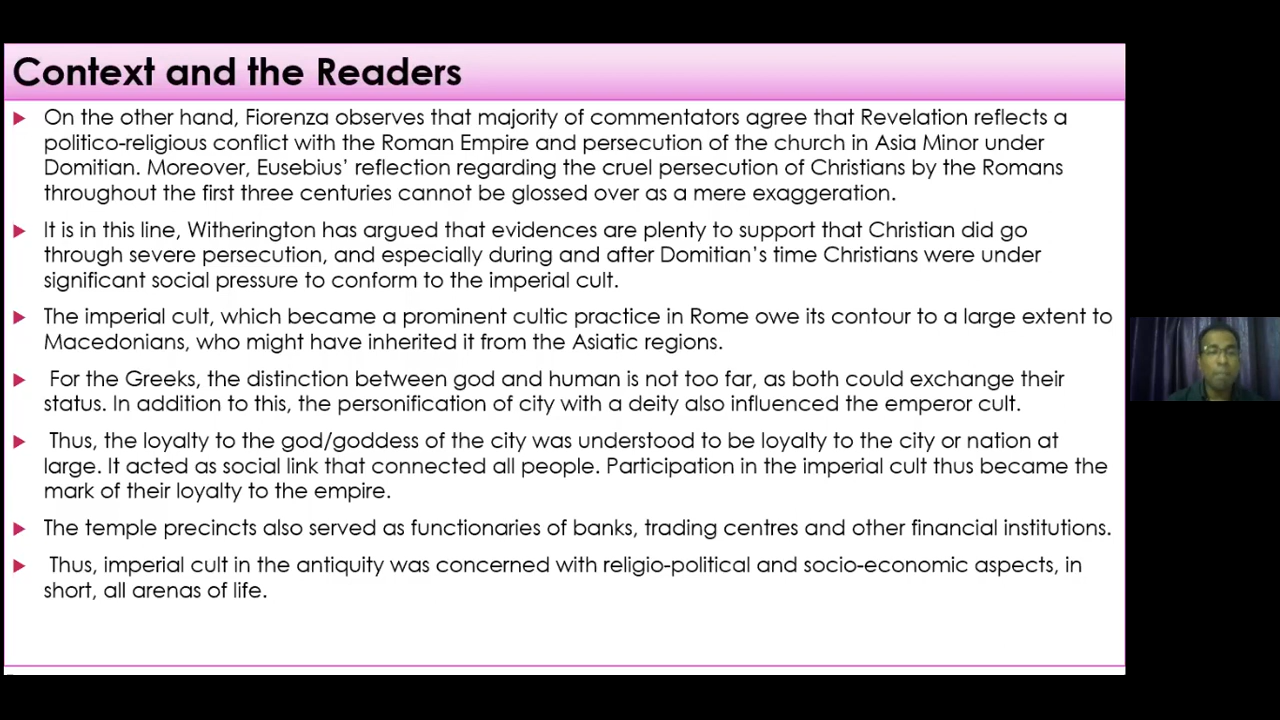 Context and the Readers
On the other hand, Fiorenza observes that majority of commentators agree that Revelation reflects a
politico-religious conflict with the Roman Empire and persecution of the church in Asia Minor under
Domitian. Moreover, Eusebius’ reflection regarding the cruel persecution of Christians by the Romans
throughout the first three centuries cannot be glossed over as a mere exaggeration.
It is in this line, Witherington has argued that evidences are plenty to support that Christian did go
through severe persecution, and especially during and after Domitian’s time Christians were under
significant social pressure to conform to the imperial cult.
The imperial cult, which became a prominent cultic practice in Rome owe its contour to a large extent to
Macedonians, who might have inherited it from the Asiatic regions.
For the Greeks, the distinction between god and human is not too far, as both could exchange their
status. In addition to this, the personification of city with a deity also influenced the emperor cult.
Thus, the loyalty to the god/goddess of the city was understood to be loyalty to the city or nation at
large. It acted as social link that connected all people. Participation in the imperial cult thus became the
mark of their loyalty to the empire.
The temple precincts also served as functionaries of banks, trading centres and other financial institutions.
Thus, imperial cult in the antiquity was concerned with religio-political and socio-economic aspects, in
short, all arenas of life.